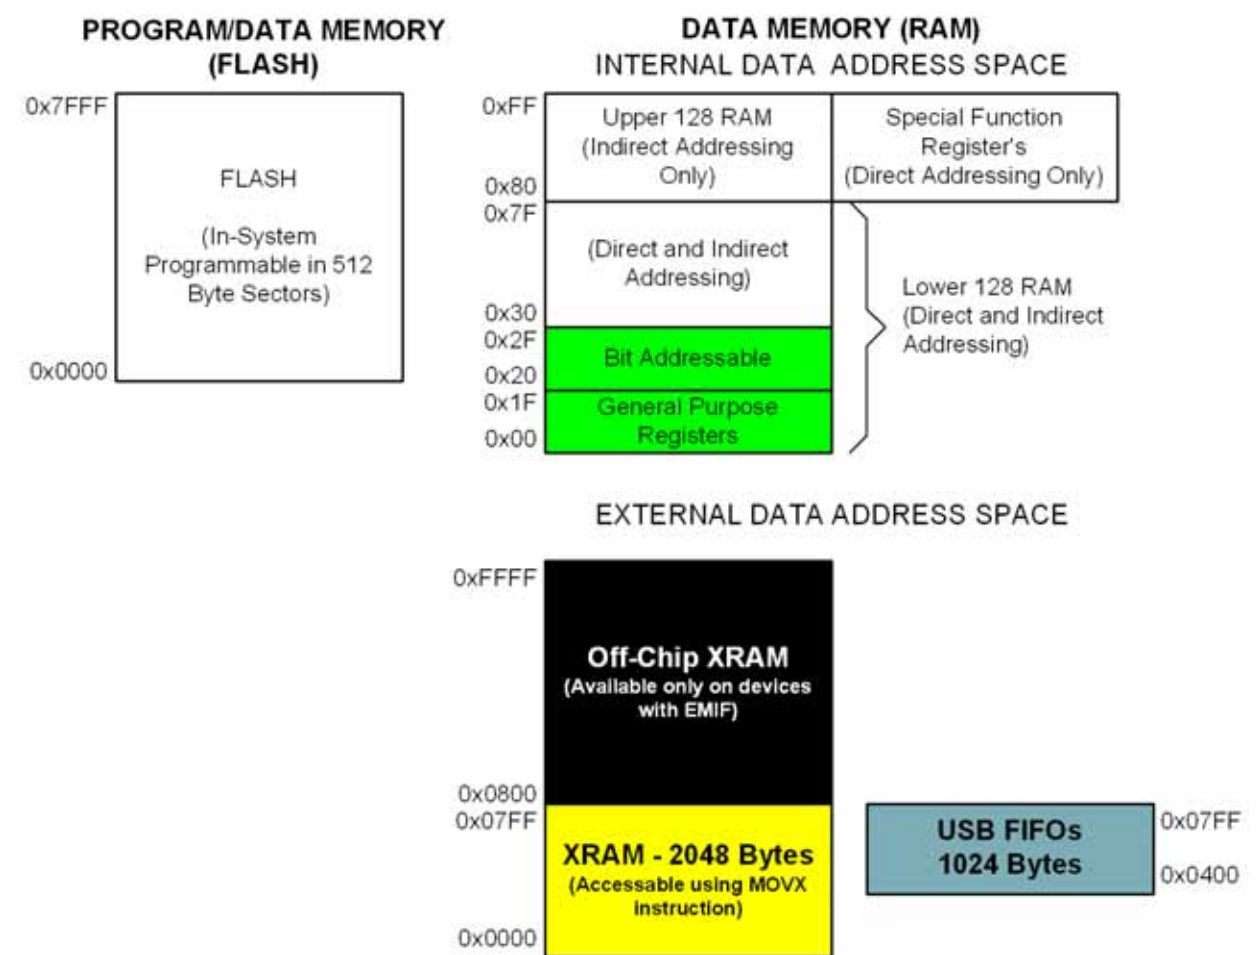 PROGRAM/DATA MEMORY
(FLASH)
0x7FFF
FLASH
(In-System
Programmable in 512
Byte Sectors)
0x0000
DATA MEMORY (RAM)
INTERNAL DATA ADDRESS SPACE
0xFF
Upper 128 RAM
(Indirect Addressing
Only)
0x80
Special Function
Register's
(Direct Addressing Only)
0x7F
(Direct and Indirect
Addressing)
0x30
0x2F
Bit Addressable
0x20
0x1F
General Purpose
Registers
0x00
Lower 128 RAM
(Direct and Indirect
Addressing)
EXTERNAL DATA ADDRESS SPACE
0xFFFF
Off-Chip XRAM
(Available only on devices
with EMIF)
0x0800
0x07FF
XRAM - 2048 Bytes
(Accessable using MOVX
instruction)
0x0000
USB FIFOs
1024 Bytes
0x07FF
0x0400